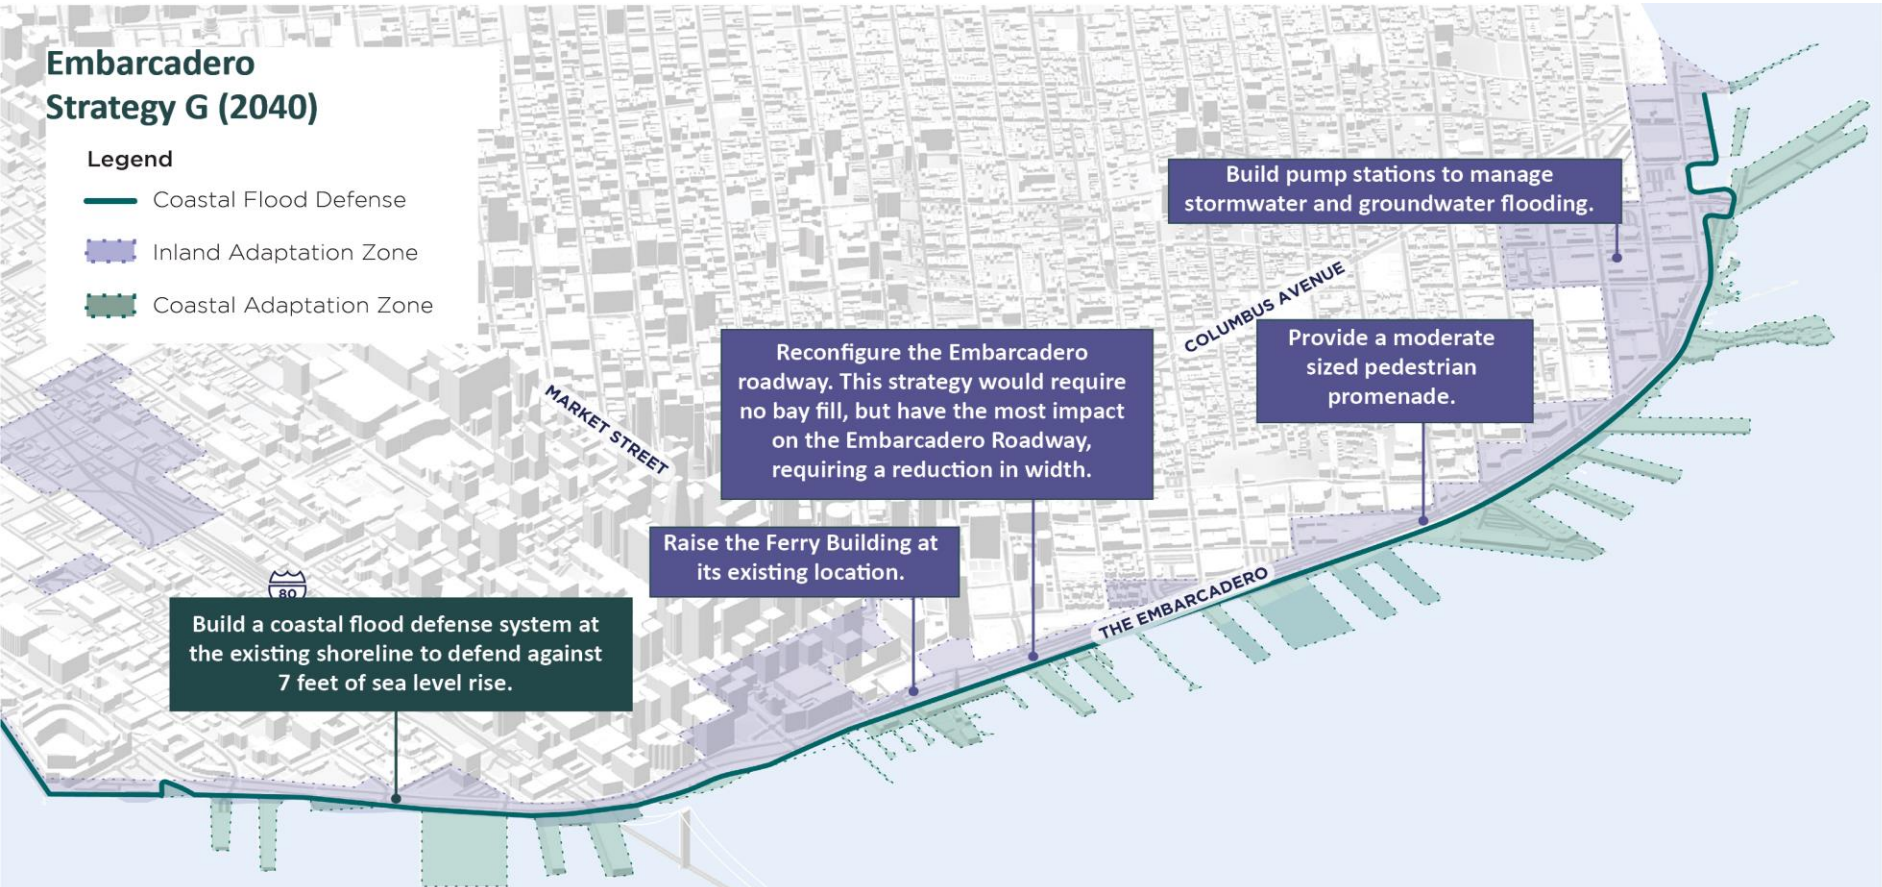 Embarcadero
Strategy G (2040)
Legend
Coastal Flood Defense
Inland Adaptation Zone
Coastal Adaptation Zone
Build pump stations to manage
stormwater and groundwater flooding.
COLUMBUS AVENUE
Provide a moderate
sized pedestrian
promenade.
Reconfigure the Embarcadero
roadway. This strategy would require
no bay fill, but have the most impact
on the Embarcadero Roadway,
requiring a reduction in width.
MARKET STREET
Raise the Ferry Building at
its existing location.
THE EMBARCADERO
80
Build a coastal flood defense system at
the existing shoreline to defend against
7 feet of sea level rise.